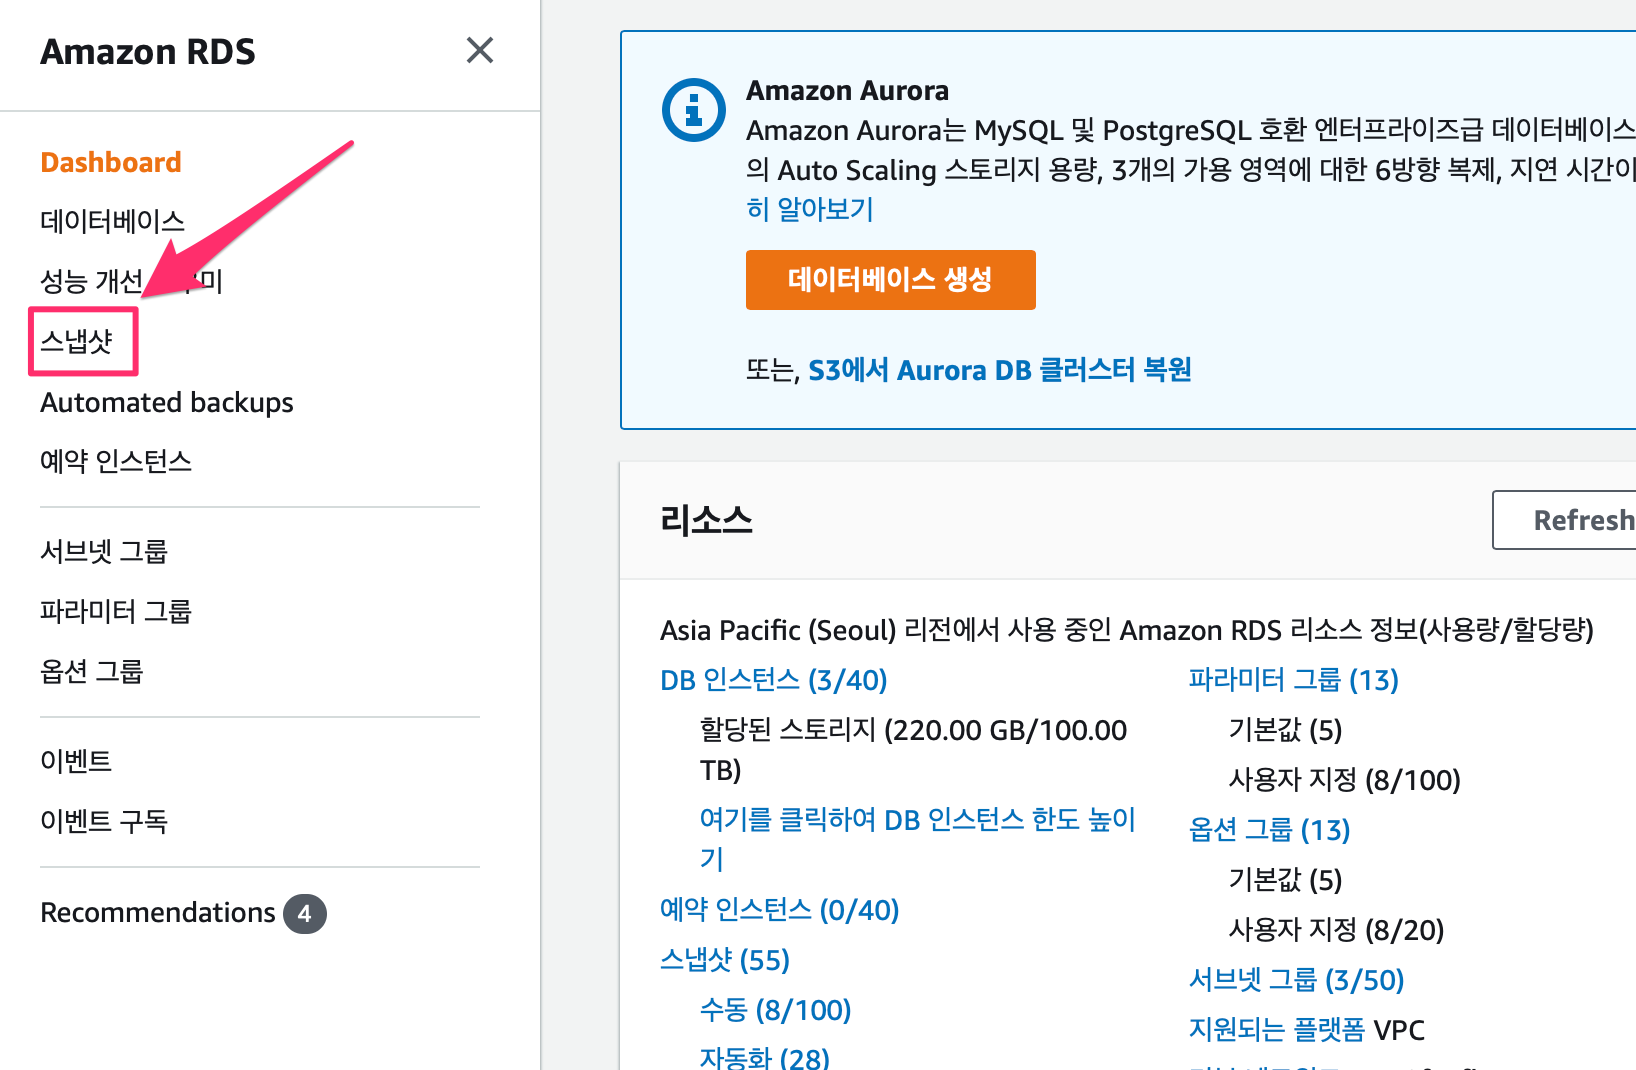 Amazon RDS
Dashboard
데이터베이스
성능 개선
스냅샷
Automated backups
예약 인스턴스
서브넷 그룹
파라미터 그룹
옵션 그룹
이벤트
이벤트 구독
Recommendations 4
Amazon Aurora
Amazon Aurora는 MySQL 및 PostgreSQL 호환 엔터프라이즈급 데이터베이스
의 Auto Scaling 스토리지 용량, 3개의 가용 영역에 대한 6방향 복제, 지연 시간이
히 알아보기
데이터베이스 생성
또는, S3에서 Aurora DB 클러스터 복원
리소스
Refresh
Asia Pacific (Seoul) 리전에서 사용 중인 Amazon RDS 리소스 정보(사용량/할당량)
DB 인스턴스 (3/40)
할당된 스토리지 (220.00 GB/100.00
TB)
여기를 클릭하여 DB 인스턴스 한도 높이
기
예약 인스턴스 (0/40)
스냅샷 (55)
수동 (8/100)
자동화 (28)
파라미터 그룹 (13)
기본값 (5)
사용자 지정 (8/100)
옵션 그룹 (13)
기본값 (5)
사용자 지정 (8/20)
서브넷 그룹 (3/50)
지원되는 플랫폼 VPC